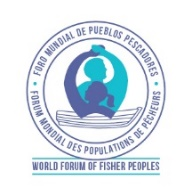 FORO MUNDIAL DE PUEBLOS PESCADORES
FORUM MONDIAL DES POPULATIONS DE PÊCHEURS
WORLD FORUM OF FISHER PEOPLES